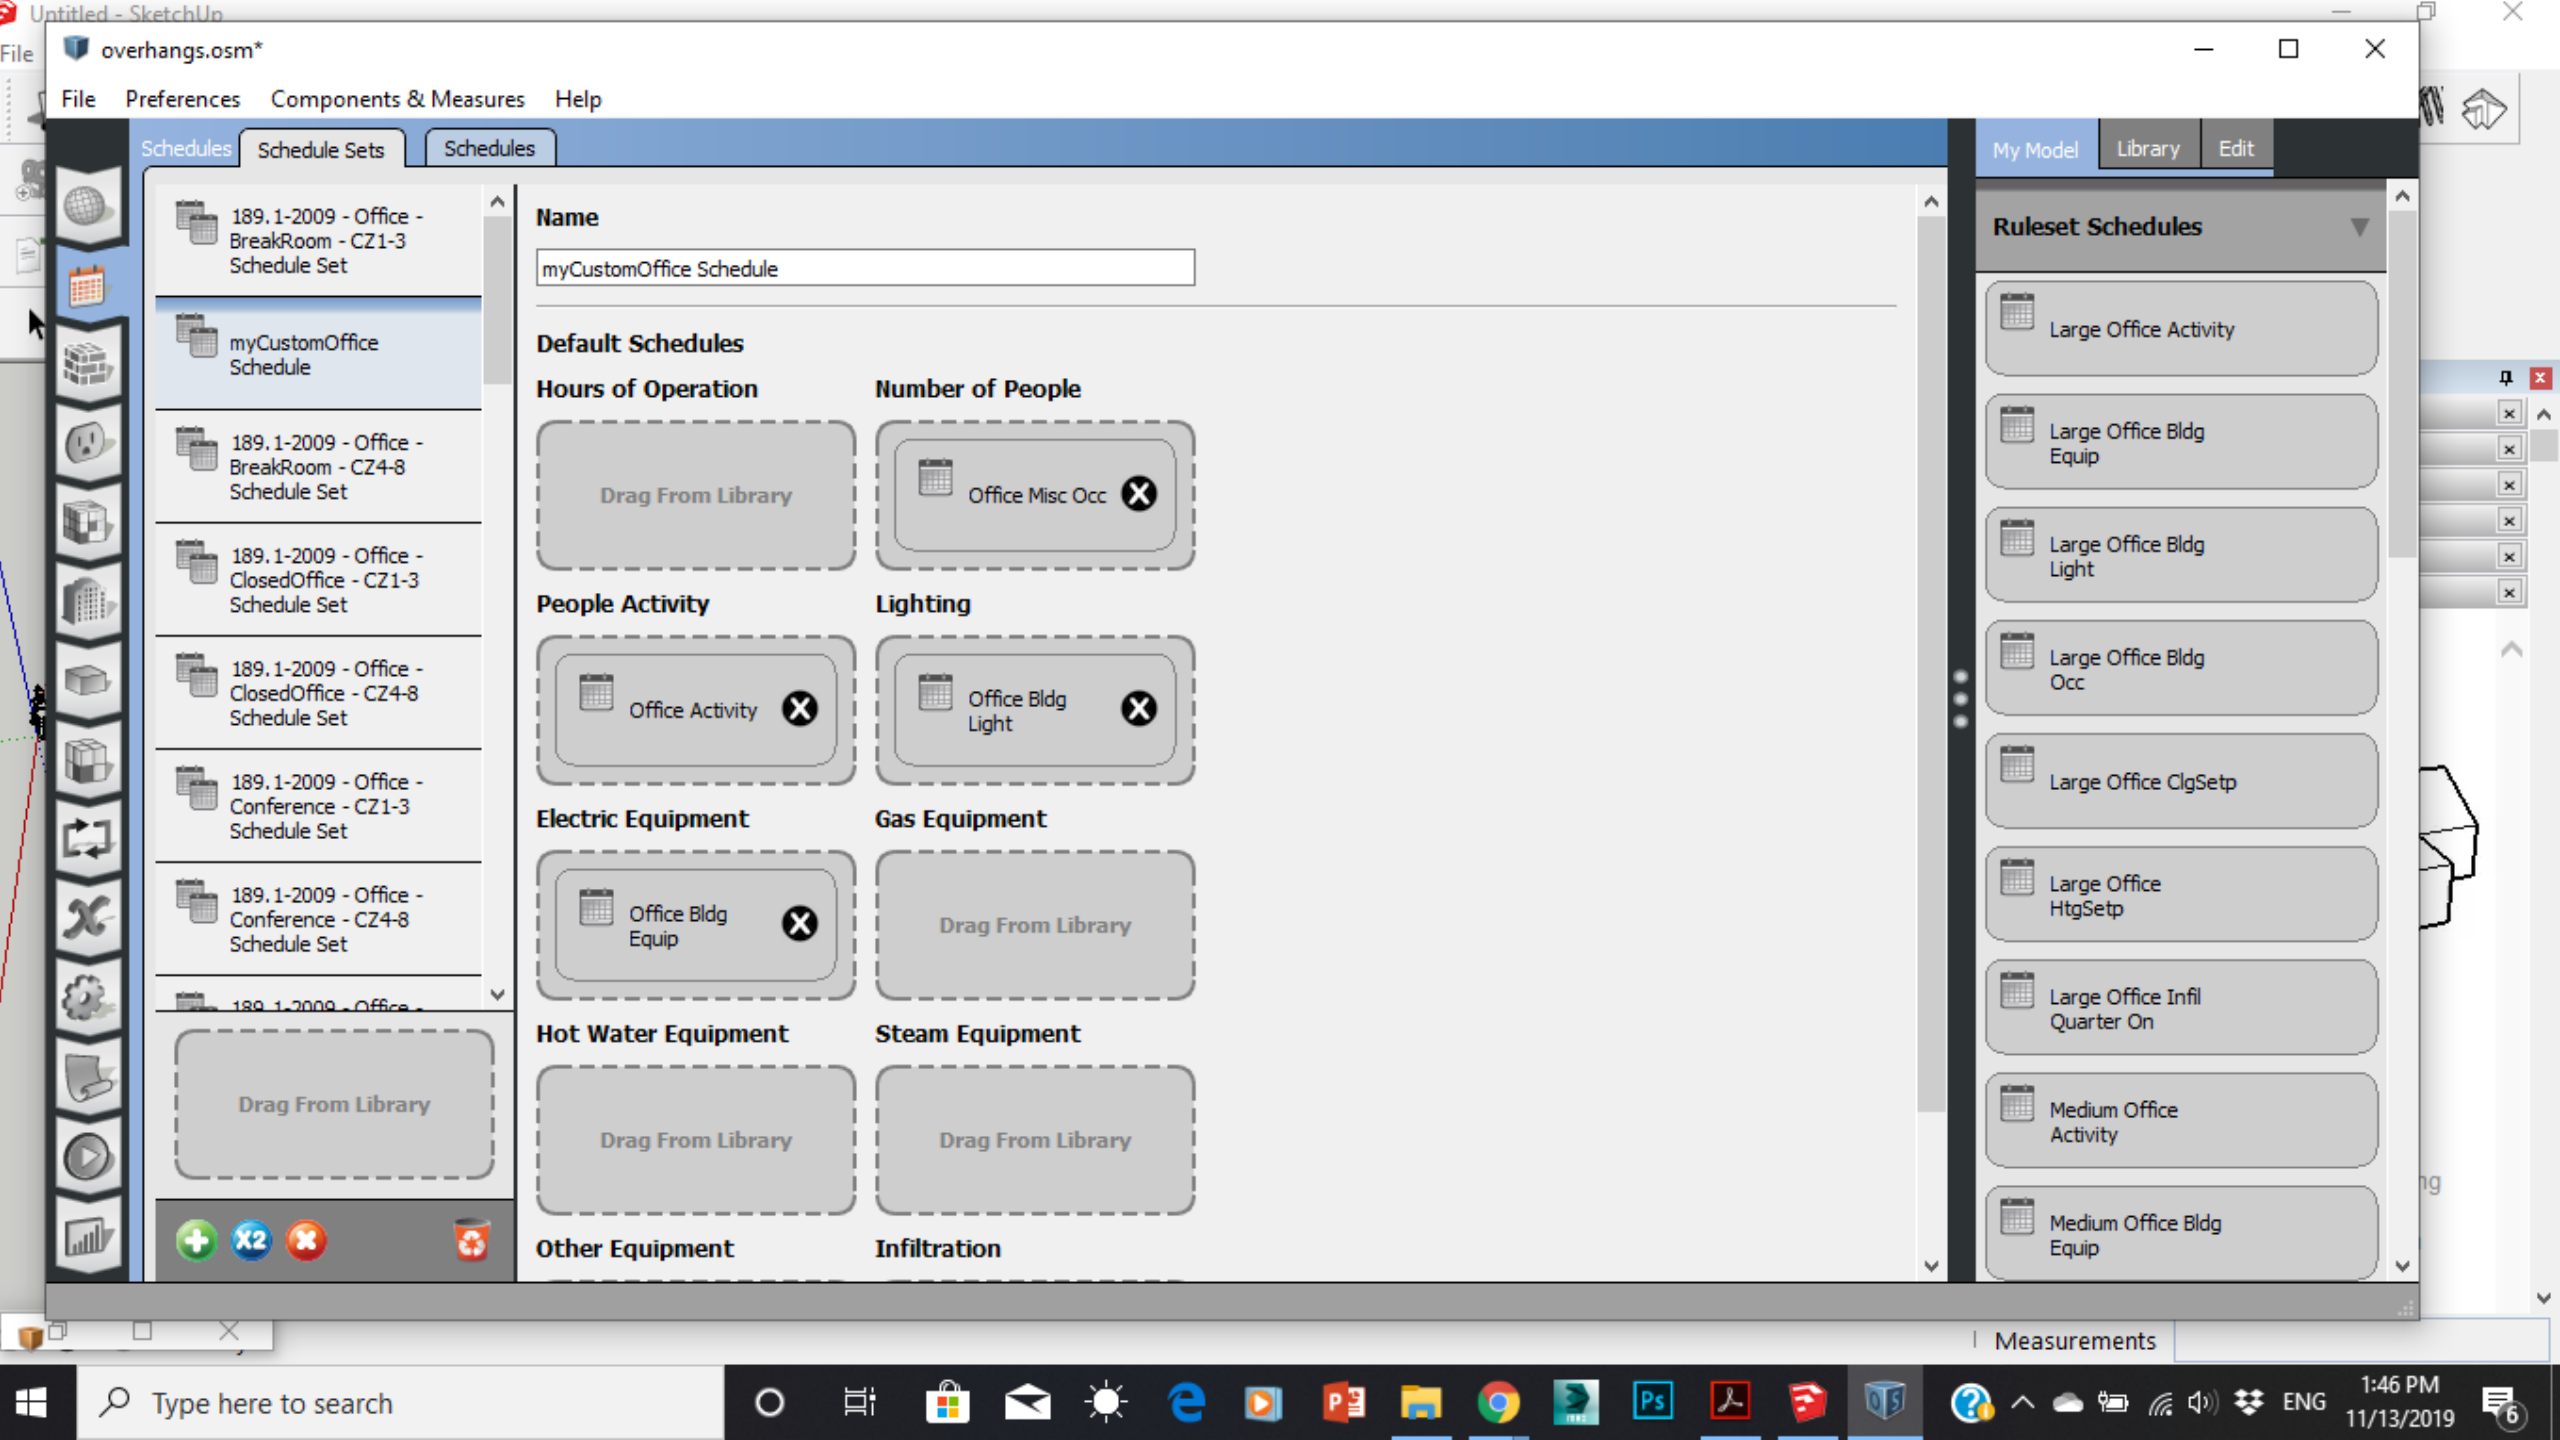 Untitled - SketchUp
File
overhangs.osm*
File Preferences Components & Measures Help
Schedules Schedule Sets Schedules
My Model Library Edit
189.1-2009 - Office -
BreakRoom - CZ1-3
Schedule Set
myCustomOffice
Schedule
189.1-2009 - Office -
BreakRoom - CZ4-8
Schedule Set
189.1-2009 - Office -
ClosedOffice - CZ1-3
Schedule Set
189.1-2009 - Office -
ClosedOffice - CZ4-8
Schedule Set
189.1-2009 - Office -
Conference - CZ1-3
Schedule Set
189.1-2009 - Office -
Conference - CZ4-8
Schedule Set
189.1-2009 - Office -
Drag From Library
X2
Name
myCustomOffice Schedule
Default Schedules
Hours of Operation Number of People
Drag From Library Office Misc Occ
People Activity Lighting
Office Activity
Office Bldg
Light
Electric Equipment Gas Equipment
Office Bldg
Equip
Drag From Library
Hot Water Equipment Steam Equipment
Drag From Library Drag From Library
Other Equipment Infiltration
Ruleset Schedules
Large Office Activity
Large Office Bldg
Equip
Large Office Bldg
Light
Large Office Bldg
Occ
Large Office ClgSetp
Large Office
HtgSetp
Large Office Infil
Quarter On
Medium Office
Activity
Medium Office Bldg
Equip
Measurements
Type here to search
Ps
ENG
1:46 PM
11/13/2019
6